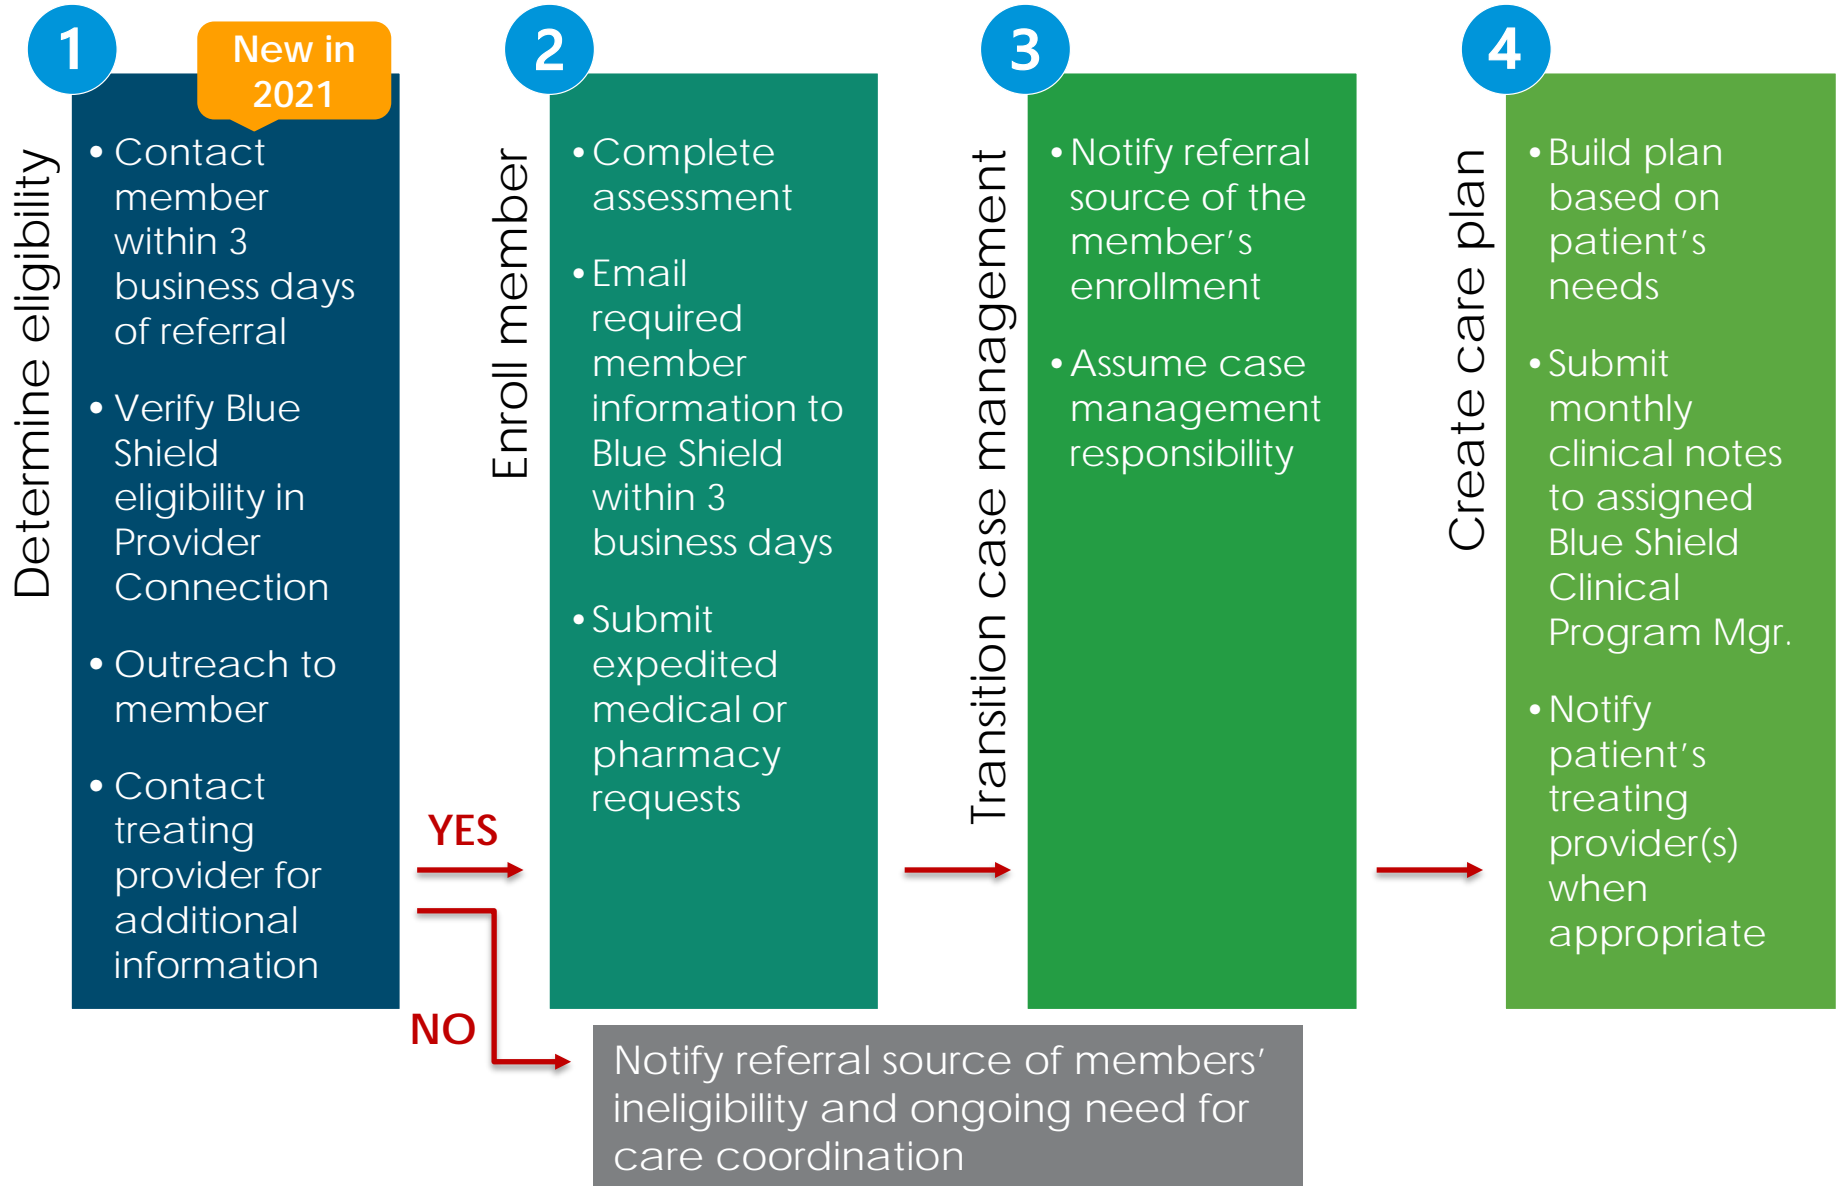 1
New in
2021
Determine eligibility
• Contact
member
within 3
business days
of referral
• Verify Blue
Shield
eligibility in
Provider
Connection
• Outreach to
member
• Contact
treating
provider for
additional
information
YES
NO
2
Enroll member
• Complete
assessment
• Email
required
member
information to
Blue Shield
within 3
business days
• Submit
expedited
medical or
pharmacy
requests
3
Transition case management
• Notify referral
source of the
member’s
enrollment
• Assume case
management
responsibility
4
Create care plan
• Build plan
based on
patient’s
needs
• Submit
monthly
clinical notes
to assigned
Blue Shield
Clinical
Program Mgr.
• Notify
patient’s
treating
provider(s)
when
appropriate
Notify referral source of members’
ineligibility and ongoing need for
care coordination